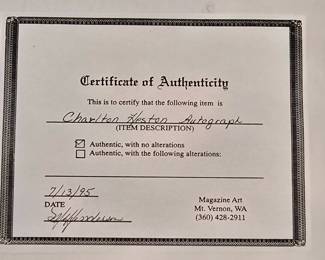 Certificate of Authenticity
This is to certify that the following item is
Charlton Heston Autograph
(ITEM DESCRIPTION)
Authentic, with no alterations
Authentic, with the following alterations:
7/13/95
DATE
Magazine Art
Mt. Vernon, WA
(360) 428-2911